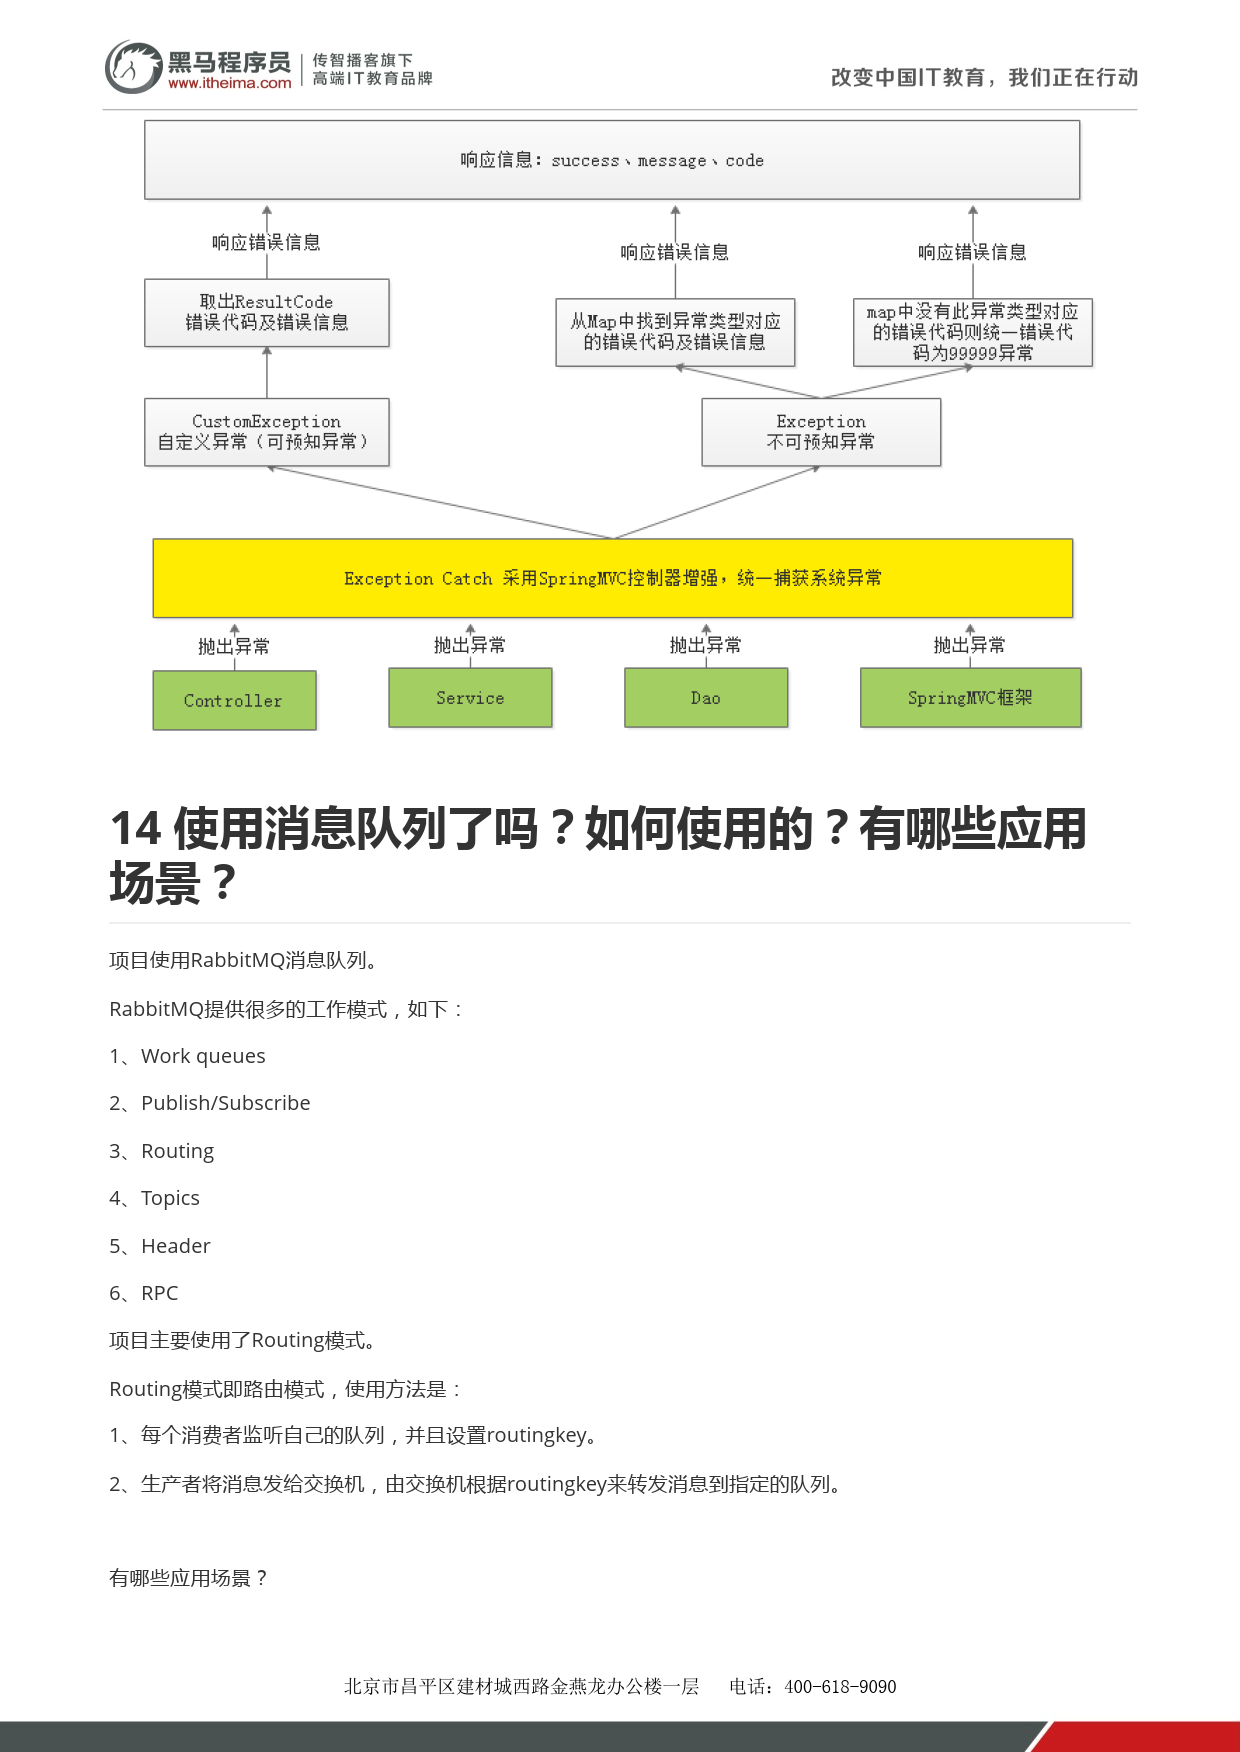 黑马程序员
www.itheima.com
传智播客旗下
高端IT教育品牌
改变中国IT教育，我们正在行动
响应信息：success、message、code
响应错误信息
响应错误信息
响应错误信息
取出ResultCode
错误代码及错误信息
从Map中找到异常类型对应
的错误代码及错误信息
map中没有此异常类型对应
的错误代码则统一错误代
码为99999异常
CustomException
自定义异常（可预知异常）
Exception
不可预知异常
Exception Catch 采用SpringMVC控制器增强，统一捕获系统异常
抛出异常
抛出异常
抛出异常
抛出异常
Controller
Service
Dao
SpringMVC框架
14 使用消息队列了吗？如何使用的？有哪些应用
场景？
项目使用RabbitMQ消息队列。
RabbitMQ提供很多的工作模式，如下：
1、Work queues
2、Publish/Subscribe
3、Routing
4、Topics
5、Header
6、RPC
项目主要使用了Routing模式。
Routing模式即路由模式，使用方法是：
1、每个消费者监听自己的队列，并且设置routingkey。
2、生产者将消息发给交换机，由交换机根据routingkey来转发消息到指定的队列。
有哪些应用场景？
北京市昌平区建材城西路金燕龙办公楼一层 电话：400-618-9090